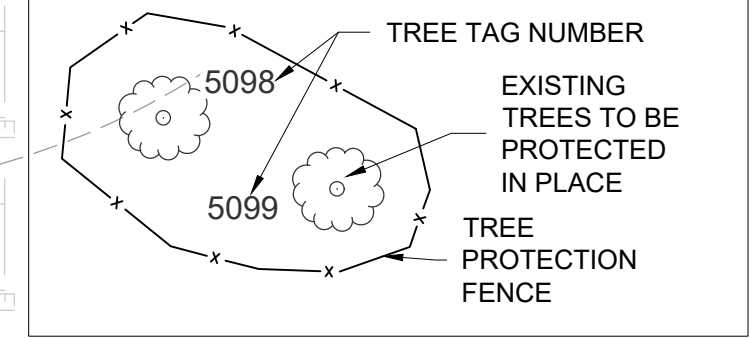 TREE TAG NUMBER
5098
EXISTING
TREES TO BE
PROTECTED
IN PLACE
5099
TREE
PROTECTION
FENCE